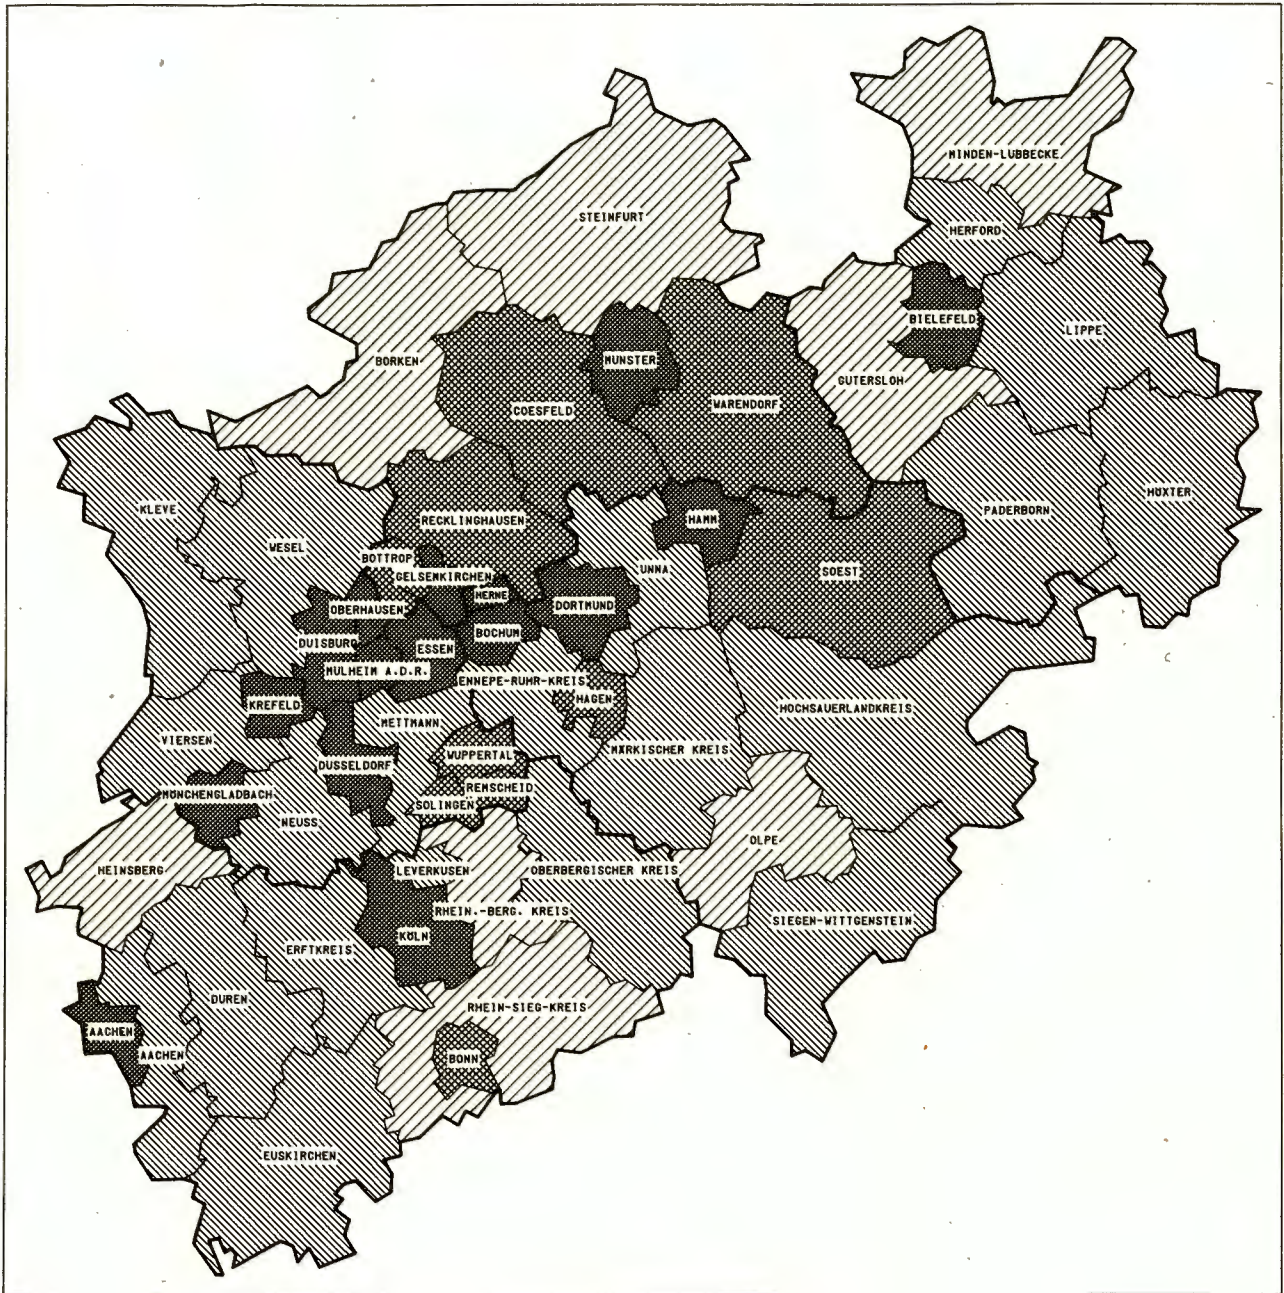 MINDEN-LUBBECKE
STEINFURT
HERFORD
BIELEFELD
LIPPE
MUNSTER
BORKEN
GUTERSLOH
COESFELD
WARENDORF
HÖXTER
KLEVE
PADERBORN
RECKLINGHAUSEN
HAMM
WESEL
BOTTROP
UNNA
SOEST
GELSENKIRCHEN
HERNE
OBERHAUSEN
DORTMUND
BOCHUM
DUISBURG
ESSEN
MULHEIM A.D.R.
ENNEPE-RUHR-KREIS
HAGEN
KREFELD
HOCHSAUERLANDKREIS
METTMANN
VIERSEN
MÄRKISCHER KREIS
WUPPERTAL
DUSSELDORF
REMSCHEID
MÖNCHENGLADBACH
SOLINGEN
NEUSS
OLPE
HEINSBERG
LEVERKUSEN
OBERBERGISCHER KREIS
RHEIN.-BERG. KREIS
SIEGEN-WITTGENSTEIN
KÖLN
ERFTKREIS
DUREN
RHEIN-SIEG-KREIS
AACHEN
AACHEN
BONN
EUSKIRCHEN